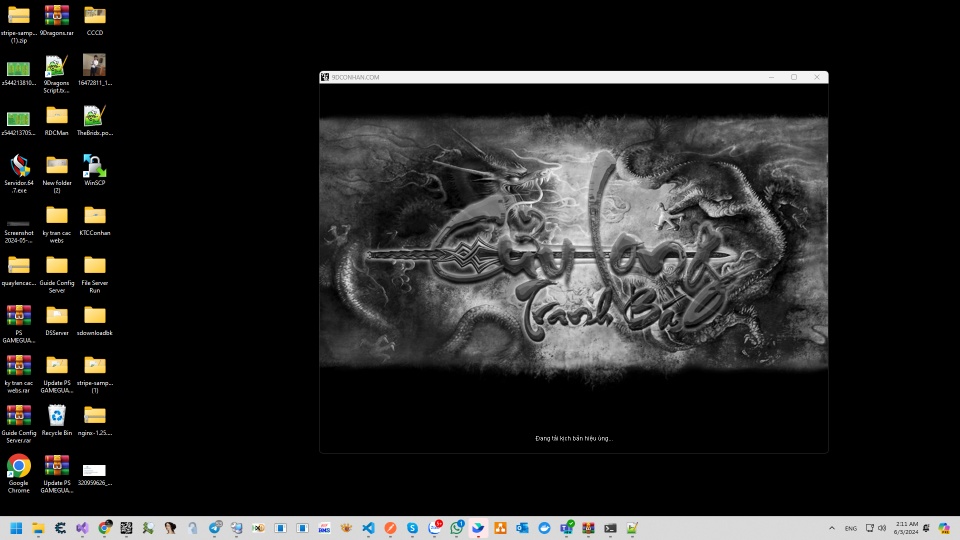 stripe-samp...
(1).zip
9Dragons.rar
CCCD
z544213810...
9Dragons
Script.tx...
16472811_1...
z544213705...
RDCMan
TheBridx.po...
Servidor.64
.7.exe
New folder
(2)
WinSCP
Screenshot
2024-05-...
ky tran cac
webs
KTCConhan
quaylencac...
Guide Config
Server
File Server
Run
PS
GAMEGUA...
DSServer
sdownloadbk
ky tran cac
webs.rar
Update PS
GAMEGUA...
stripe-samp...
(1)
Guide Config
Server.rar
Recycle Bin
nginx-1.25....
Google
Chrome
Update PS
GAMEGUA...
320959626_...
9DCONHAN.COM
Cửu Long
Tranh Bá
Đang tải kịch bản hiệu ứng...
ENG
2:11 AM
6/3/2024